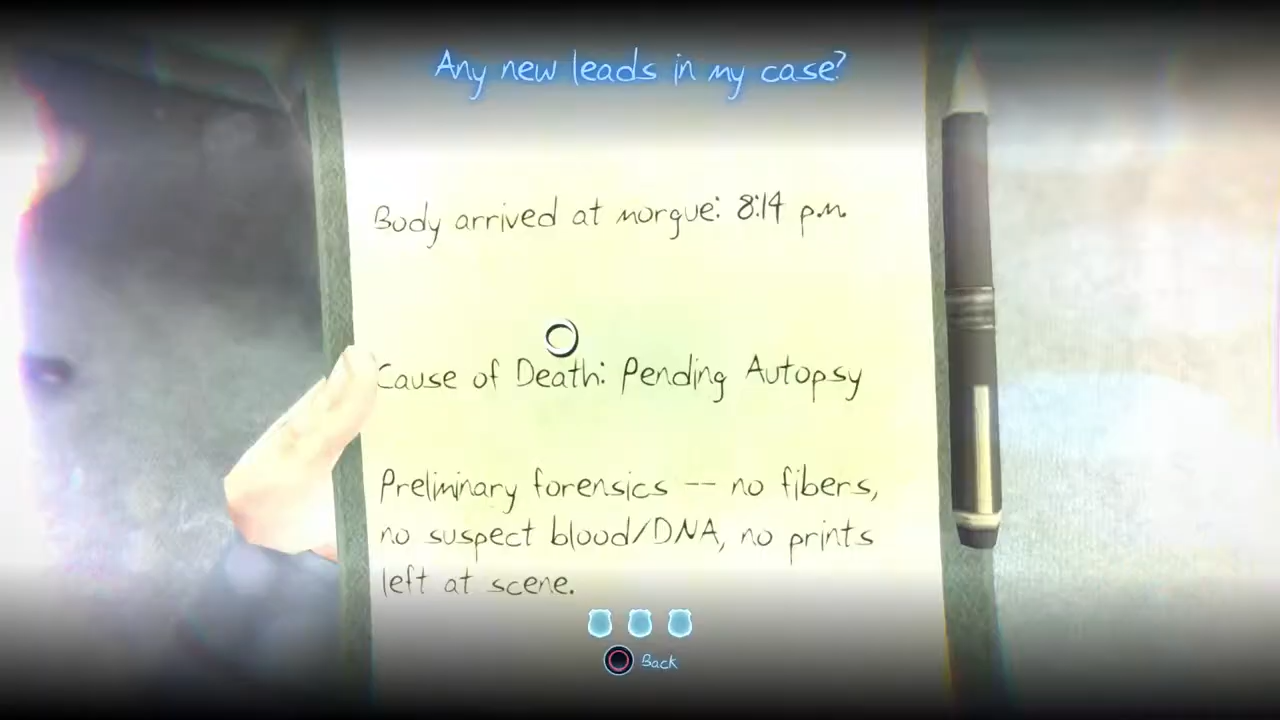 Any new leads in my case?
Body arrived at morgue: 8:14 p.m.
Cause of Death: Pending Autopsy
Preliminary forensics -- no fibers,
no suspect blood/DNA, no prints
left at scene.
Back